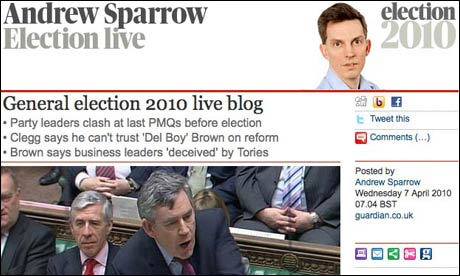 Andrew Sparrow
Election live
election
2010
General election 2010 live blog
• Party leaders clash at last PMQs before election
• Clegg says he can't trust 'Del Boy' Brown on reform
• Brown says business leaders 'deceived' by Tories
Tweet this
Comments (…)
Posted by
Andrew Sparrow
Wednesday 7 April 2010
07.04 BST
guardian.co.uk